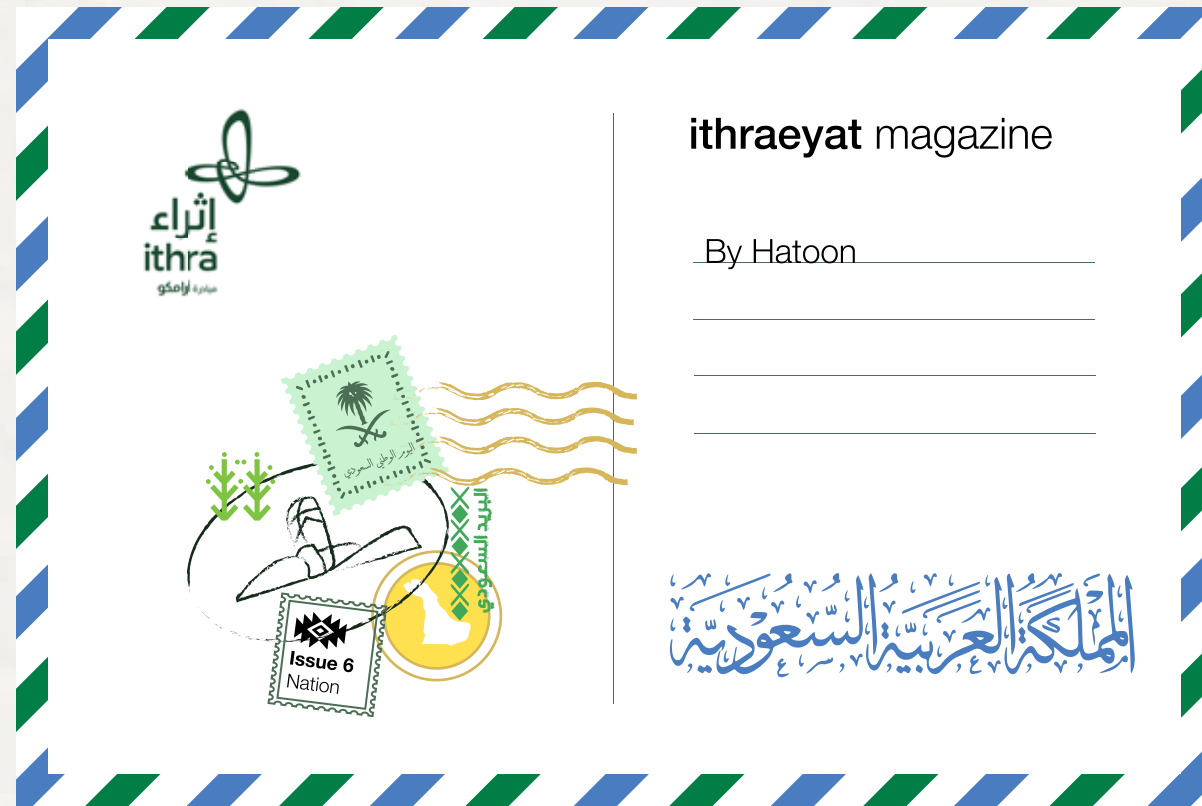 إثراء
ithra
مبادرة أرامكو
اليوم الوطني السعودي
البريد السعودي
Issue 6
Nation
ithraeyat magazine
By Hatoon
المملكة العربية السعودية